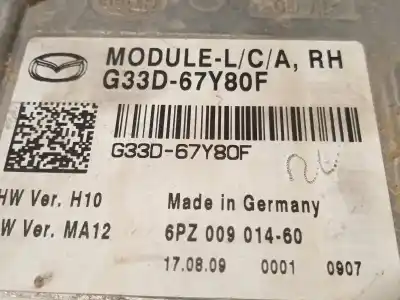 MODULE-L/C/A, RH
G33D-67Y80F
G33D-67Y80F
HW Ver. H10
Made in Germany
W Ver. MA12
6PZ 009 014-60
17.08.09 0001 0907